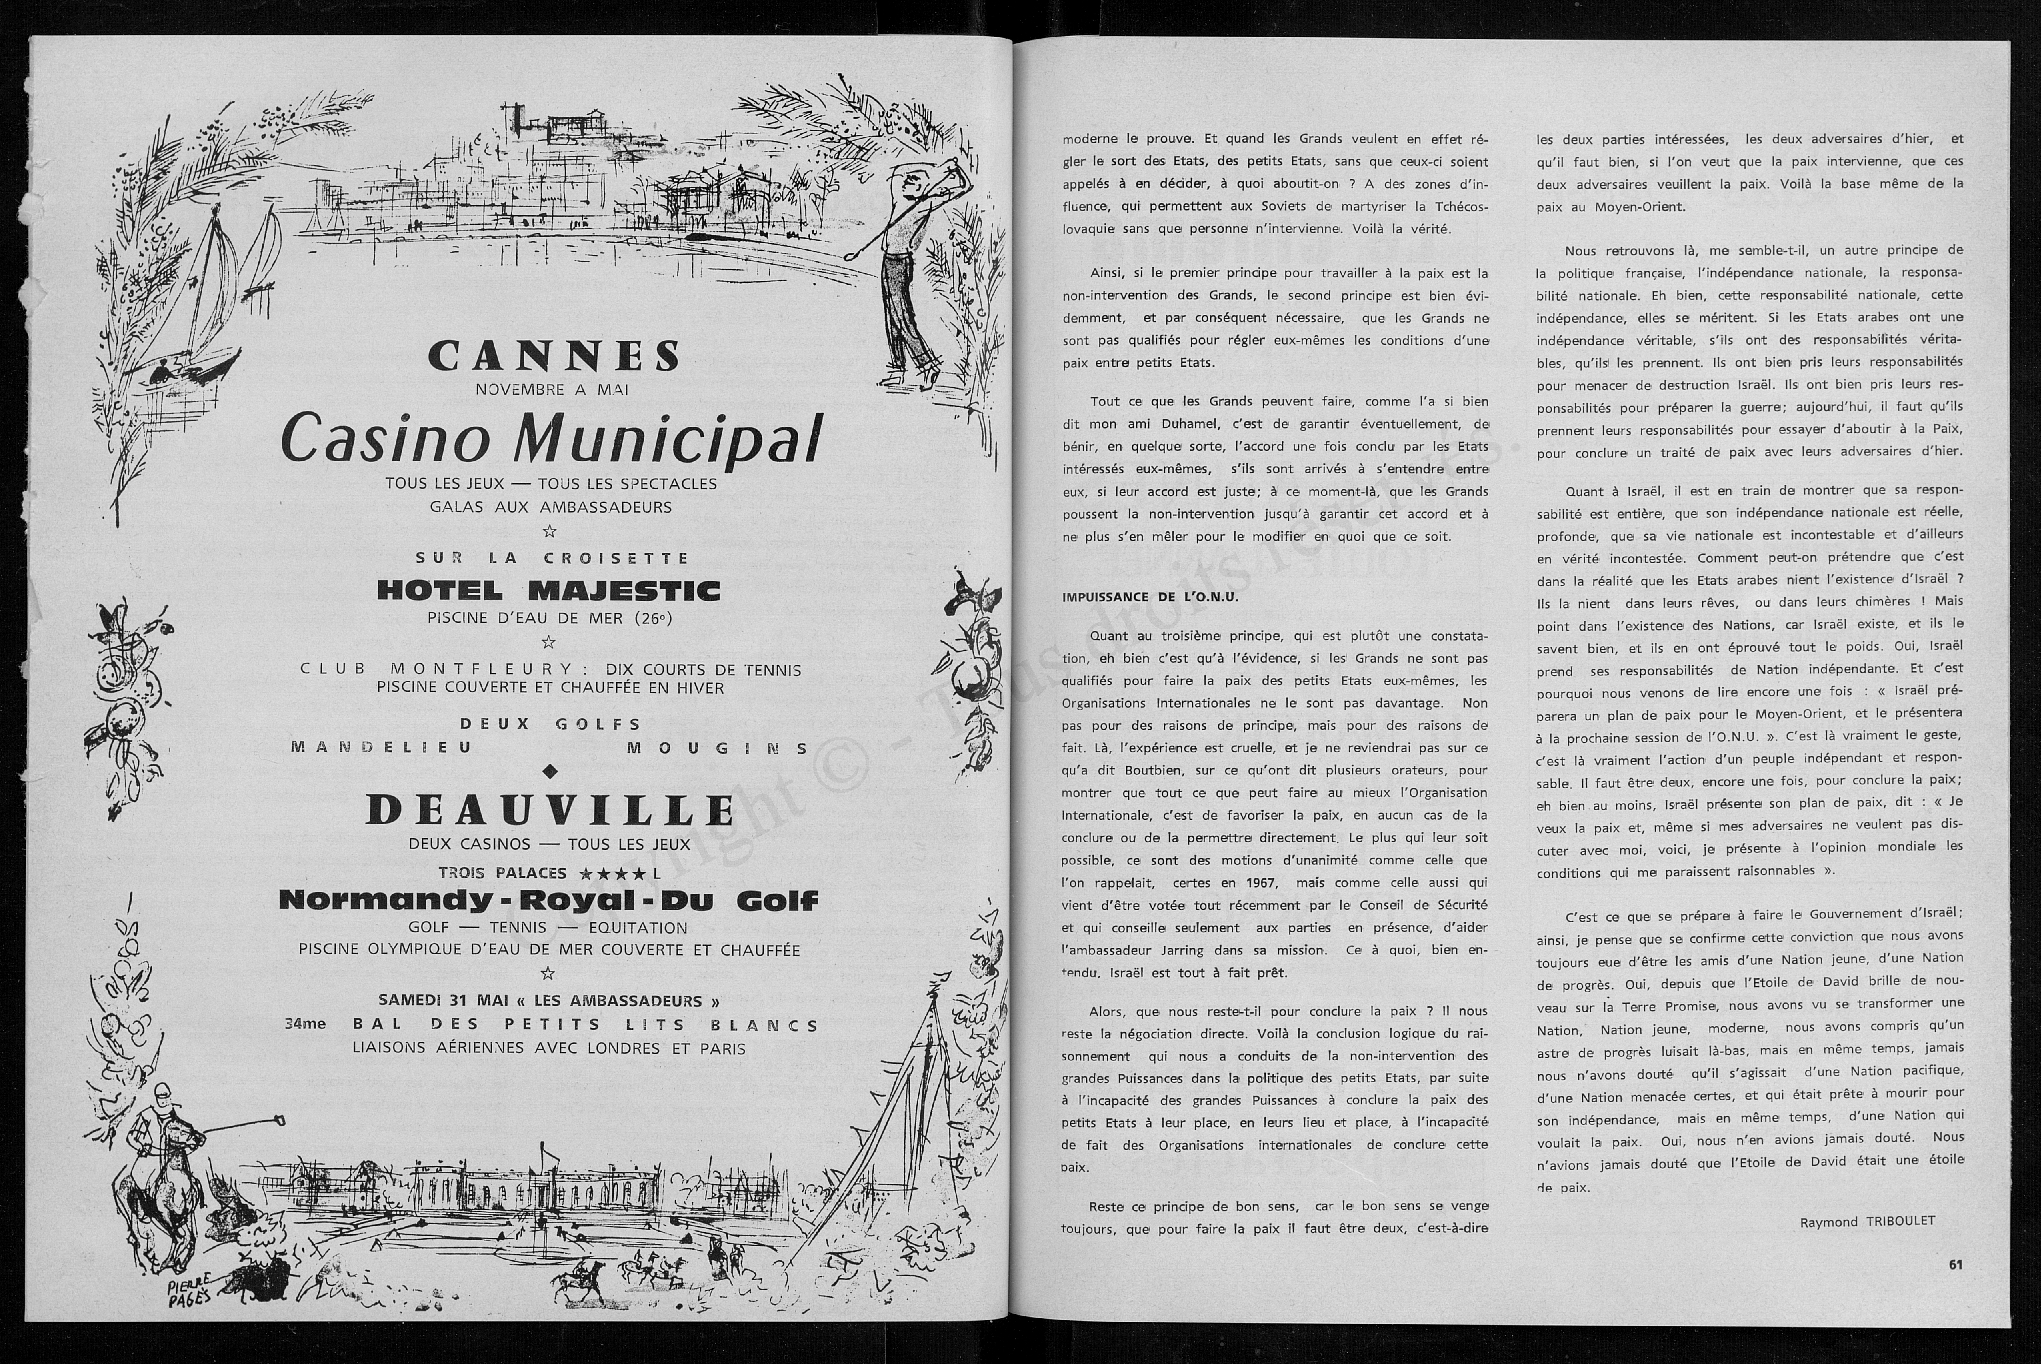 CANNES
NOVEMBRE A MAI
Casino Municipal
TOUS LES JEUX — TOUS LES SPECTACLES
GALAS AUX AMBASSADEURS
☆
SUR LA CROISETTE
HOTEL MAJESTIC
PISCINE D'EAU DE MER (26°)
☆
CLUB MONTFLEURY : DIX COURTS DE TENNIS
PISCINE COUVERTE ET CHAUFFÉE EN HIVER
DEUX GOLFS
MANDELIEU MOUGINS
◆
DEAUVILLE
DEUX CASINOS — TOUS LES JEUX
TROIS PALACES ★★★★ L
Normandy - Royal - Du Golf
GOLF — TENNIS — EQUITATION
PISCINE OLYMPIQUE D'EAU DE MER COUVERTE ET CHAUFFÉE
☆
SAMEDI 31 MAI « LES AMBASSADEURS »
34me BAL DES PETITS LITS BLANCS
LIAISONS AÉRIENNES AVEC LONDRES ET PARIS
PIERRE
PAGÈS
moderne le prouve. Et quand les Grands veulent en effet ré-
gler le sort des Etats, des petits Etats, sans que ceux-ci soient
appelés à en décider, à quoi aboutit-on ? A des zones d'in-
fluence, qui permettent aux Soviets de martyriser la Tchécos-
lovaquie sans que personne n'intervienne. Voilà la vérité.
Ainsi, si le premier principe pour travailler à la paix est la
non-intervention des Grands, le second principe est bien évi-
demment, et par conséquent nécessaire, que les Grands ne
sont pas qualifiés pour régler eux-mêmes les conditions d'une
paix entre petits Etats.
Tout ce que les Grands peuvent faire, comme l'a si bien
dit mon ami Duhamel, c'est de garantir éventuellement, de
bénir, en quelque sorte, l'accord une fois conclu par les Etats
intéressés eux-mêmes, s'ils sont arrivés à s'entendre entre
eux, si leur accord est juste; à ce moment-là, que les Grands
poussent la non-intervention jusqu'à garantir cet accord et à
ne plus s'en mêler pour le modifier en quoi que ce soit.
IMPUISSANCE DE L'O.N.U.
Quant au troisième principe, qui est plutôt une constata-
tion, eh bien c'est qu'à l'évidence, si les Grands ne sont pas
qualifiés pour faire la paix des petits Etats eux-mêmes, les
Organisations Internationales ne le sont pas davantage. Non
pas pour des raisons de principe, mais pour des raisons de
fait. Là, l'expérience est cruelle, et je ne reviendrai pas sur ce
qu'a dit Boutbien, sur ce qu'ont dit plusieurs orateurs, pour
montrer que tout ce que peut faire au mieux l'Organisation
Internationale, c'est de favoriser la paix, en aucun cas de la
conclure ou de la permettre directement. Le plus qui leur soit
possible, ce sont des motions d'unanimité comme celle que
l'on rappelait, certes en 1967, mais comme celle aussi qui
vient d'être votée tout récemment par le Conseil de Sécurité
et qui conseille seulement aux parties en présence, d'aider
l'ambassadeur Jarring dans sa mission. Ce à quoi, bien en-
tendu, Israël est tout à fait prêt.
Alors, que nous reste-t-il pour conclure la paix ? Il nous
reste la négociation directe. Voilà la conclusion logique du rai-
sonnement qui nous a conduits de la non-intervention des
grandes Puissances dans la politique des petits Etats, par suite
à l'incapacité des grandes Puissances à conclure la paix des
petits Etats à leur place, en leurs lieu et place, à l'incapacité
de fait des Organisations internationales de conclure cette
paix.
Reste ce principe de bon sens, car le bon sens se venge
toujours, que pour faire la paix il faut être deux, c'est-à-dire
les deux parties intéressées, les deux adversaires d'hier, et
qu'il faut bien, si l'on veut que la paix intervienne, que ces
deux adversaires veuillent la paix. Voilà la base même de la
paix au Moyen-Orient.
Nous retrouvons là, me semble-t-il, un autre principe de
la politique française, l'indépendance nationale, la responsa-
bilité nationale. Eh bien, cette responsabilité nationale, cette
indépendance, elles se méritent. Si les Etats arabes ont une
indépendance véritable, s'ils ont des responsabilités vérita-
bles, qu'ils les prennent. Ils ont bien pris leurs responsabilités
pour menacer de destruction Israël. Ils ont bien pris leurs res-
ponsabilités pour préparer la guerre; aujourd'hui, il faut qu'ils
prennent leurs responsabilités pour essayer d'aboutir à la Paix,
pour conclure un traité de paix avec leurs adversaires d'hier.
Quant à Israël, il est en train de montrer que sa respon-
sabilité est entière, que son indépendance nationale est réelle,
profonde, que sa vie nationale est incontestable et d'ailleurs
en vérité incontestée. Comment peut-on prétendre que c'est
dans la réalité que les Etats arabes nient l'existence d'Israël ?
Ils la nient dans leurs rêves, ou dans leurs chimères ! Mais
point dans l'existence des Nations, car Israël existe, et ils le
savent bien, et ils en ont éprouvé tout le poids. Oui, Israël
prend ses responsabilités de Nation indépendante. Et c'est
pourquoi nous venons de lire encore une fois : « Israël pré-
parera un plan de paix pour le Moyen-Orient, et le présentera
à la prochaine session de l'O.N.U. ». C'est là vraiment le geste,
c'est là vraiment l'action d'un peuple indépendant et respon-
sable. Il faut être deux, encore une fois, pour conclure la paix;
eh bien au moins, Israël présente son plan de paix, dit : « Je
veux la paix et, même si mes adversaires ne veulent pas dis-
cuter avec moi, voici, je présente à l'opinion mondiale les
conditions qui me paraissent raisonnables ».
C'est ce que se prépare à faire le Gouvernement d'Israël;
ainsi, je pense que se confirme cette conviction que nous avons
toujours eue d'être les amis d'une Nation jeune, d'une Nation
de progrès. Oui, depuis que l'Etoile de David brille de nou-
veau sur la Terre Promise, nous avons vu se transformer une
Nation, Nation jeune, moderne, nous avons compris qu'un
astre de progrès luisait là-bas, mais en même temps, jamais
nous n'avons douté qu'il s'agissait d'une Nation pacifique,
d'une Nation menacée certes, et qui était prête à mourir pour
son indépendance, mais en même temps, d'une Nation qui
voulait la paix. Oui, nous n'en avions jamais douté. Nous
n'avions jamais douté que l'Etoile de David était une étoile
de paix.
Raymond TRIBOULET
61
Copyright © - Tous droits réservés.